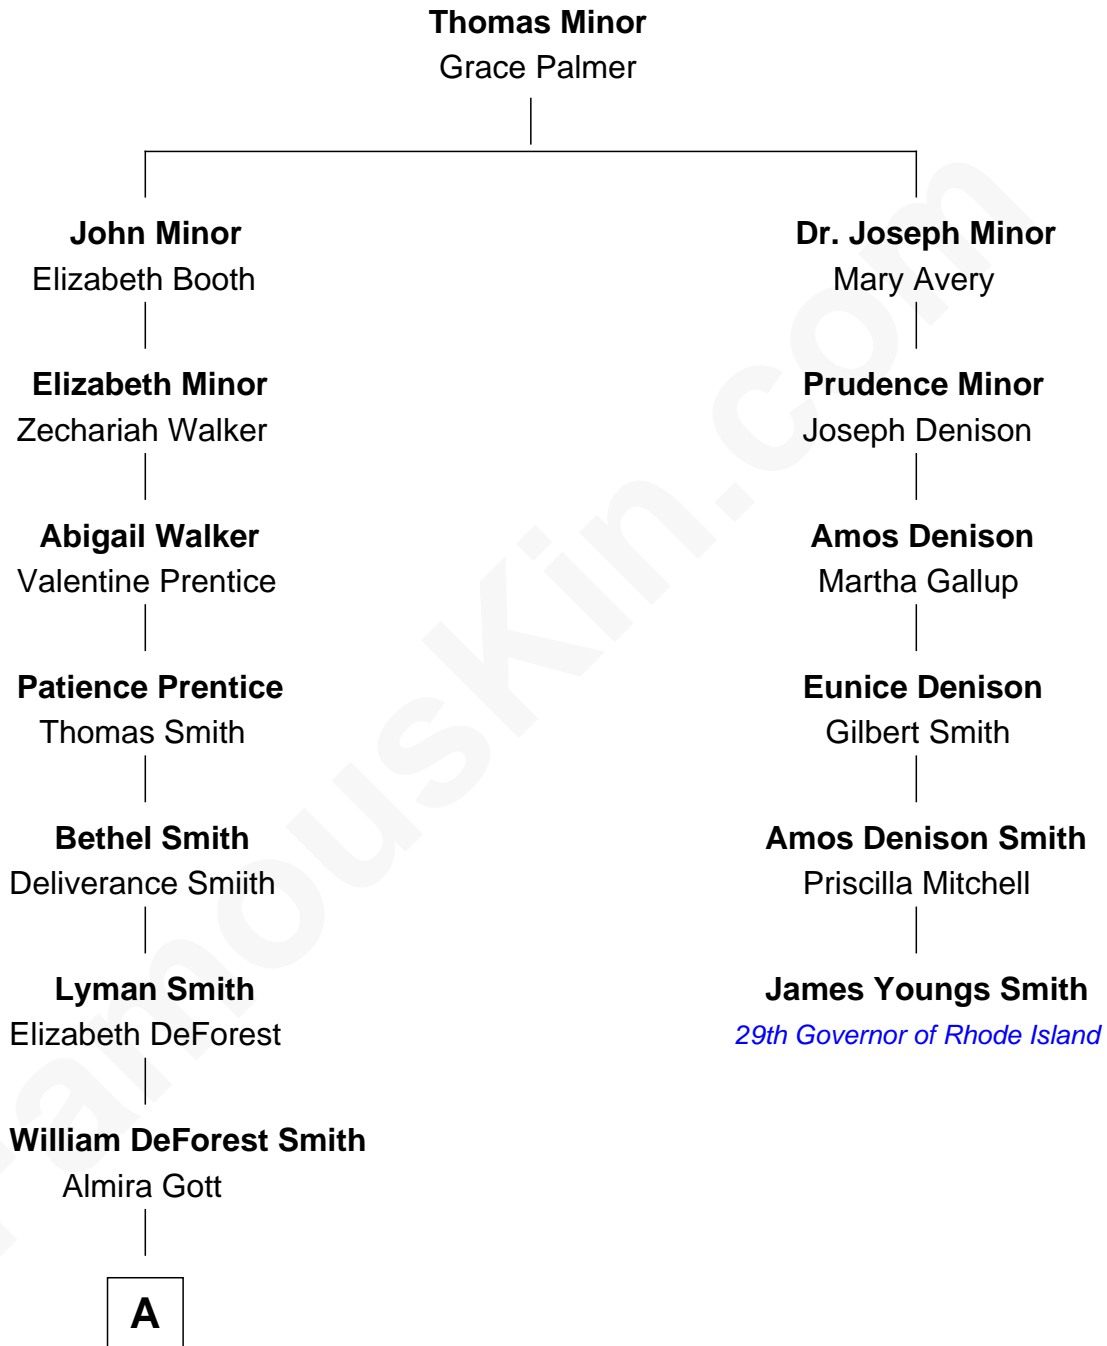 Thomas Minor
Grace Palmer
John Minor
Elizabeth Booth
Dr. Joseph Minor
Mary Avery
Elizabeth Minor
Zechariah Walker
Prudence Minor
Joseph Denison
Abigail Walker
Valentine Prentice
Amos Denison
Martha Gallup
Patience Prentice
Thomas Smith
Eunice Denison
Gilbert Smith
Bethel Smith
Deliverance Smiith
Amos Denison Smith
Priscilla Mitchell
Lyman Smith
Elizabeth DeForest
James Youngs Smith
29th Governor of Rhode Island
William DeForest Smith
Almira Gott
A
FamousKin.com